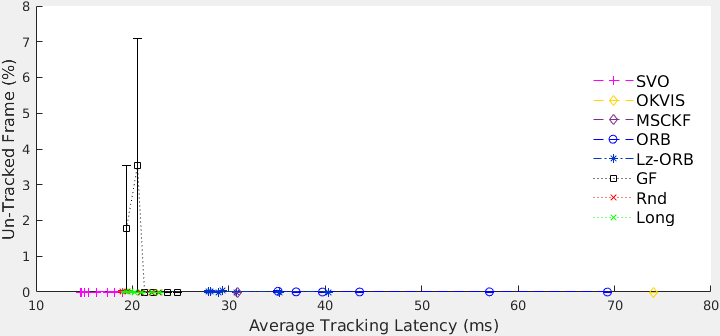 8
7
6
5
4
3
2
1
0
Un-Tracked Frame (%)
SVO
OKVIS
MSCKF
ORB
Lz-ORB
GF
Rnd
Long
10 20 30 40 50 60 70 80
Average Tracking Latency (ms)